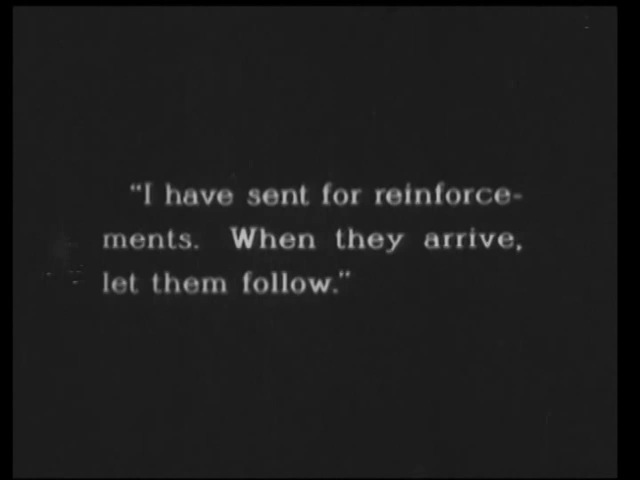 "I have sent for reinforce-
ments. When they arrive,
let them follow."